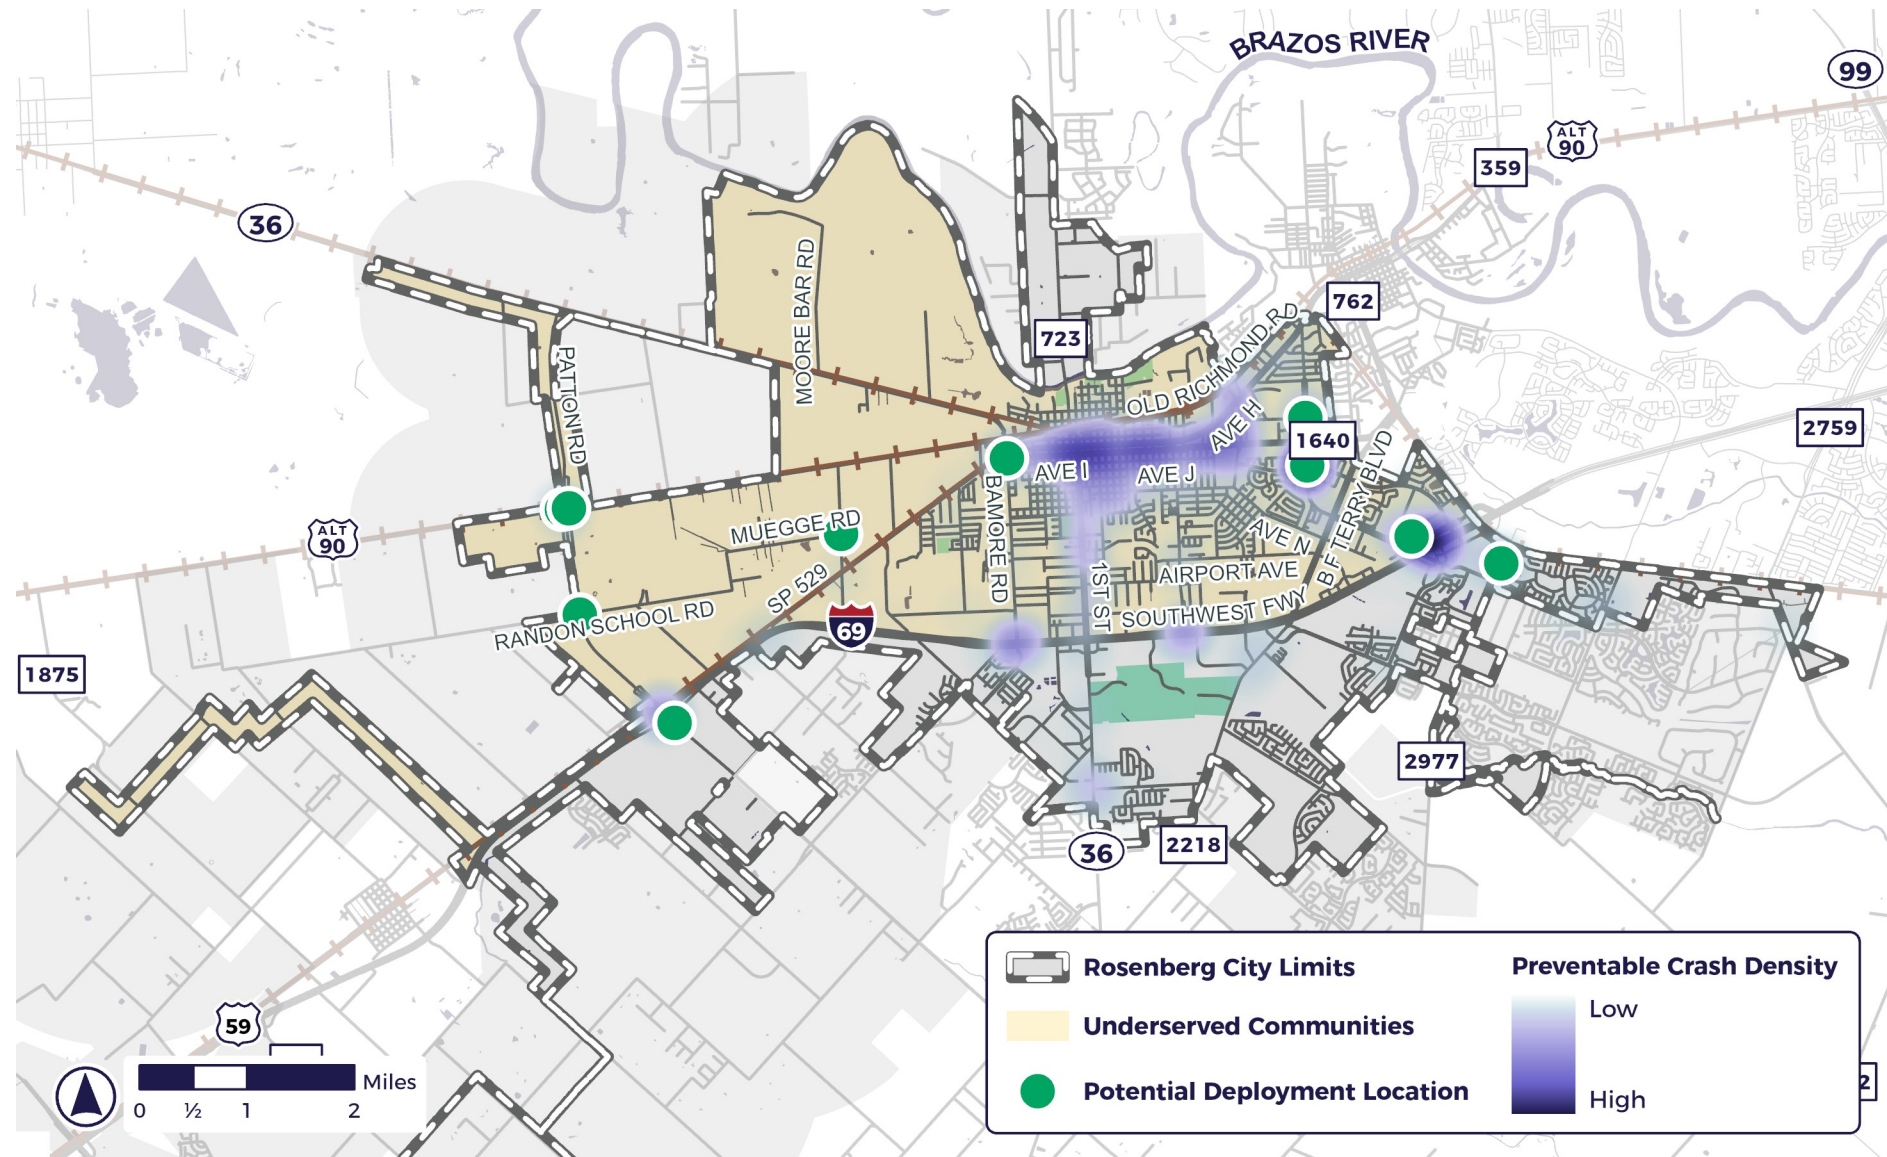 BRAZOS RIVER
99
ALT
90
359
36
762
723
MOORE BAR RD
OLD RICHMOND RD
PATTON RD
AVE H
1640
2759
AVE I
AVE J
BAMORE RD
B F TERRY BLVD
MUEGGE RD
AVE N
ALT
90
SP 529
1ST ST
AIRPORT AVE
RANDON SCHOOL RD
SOUTHWEST FWY
69
1875
2977
36
2218
59
Miles
0 ½ 1 2
Rosenberg City Limits
Underserved Communities
Potential Deployment Location
Preventable Crash Density
Low
High
2